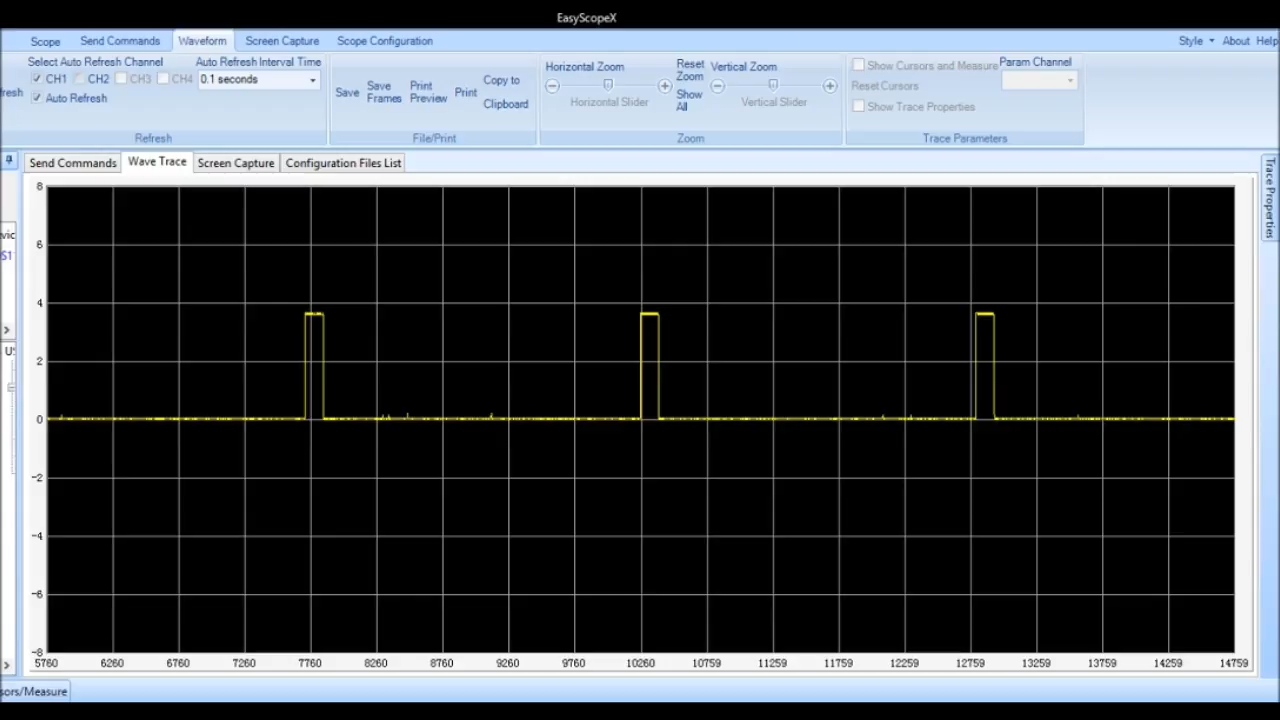 EasyScopeX
Scope Send Commands Waveform Screen Capture Scope Configuration Style About Help
Select Auto Refresh Channel Auto Refresh Interval Time
CH1 CH2 CH3 CH4 0.1 seconds
fresh
Auto Refresh
Refresh
Save Save Frames Print Preview Print Copy to Clipboard
File/Print
Horizontal Zoom Reset Zoom Vertical Zoom
Horizontal Slider Show All Vertical Slider
Zoom
Show Cursors and Measure Param Channel
Reset Cursors
Show Trace Properties
Trace Parameters
Send Commands Wave Trace Screen Capture Configuration Files List
Trace Properties
8
6
4
2
0
-2
-4
-6
-8
5760 6260 6760 7260 7760 8260 8760 9260 9760 10260 10759 11259 11759 12259 12759 13259 13759 14259 14759
sors/Measure